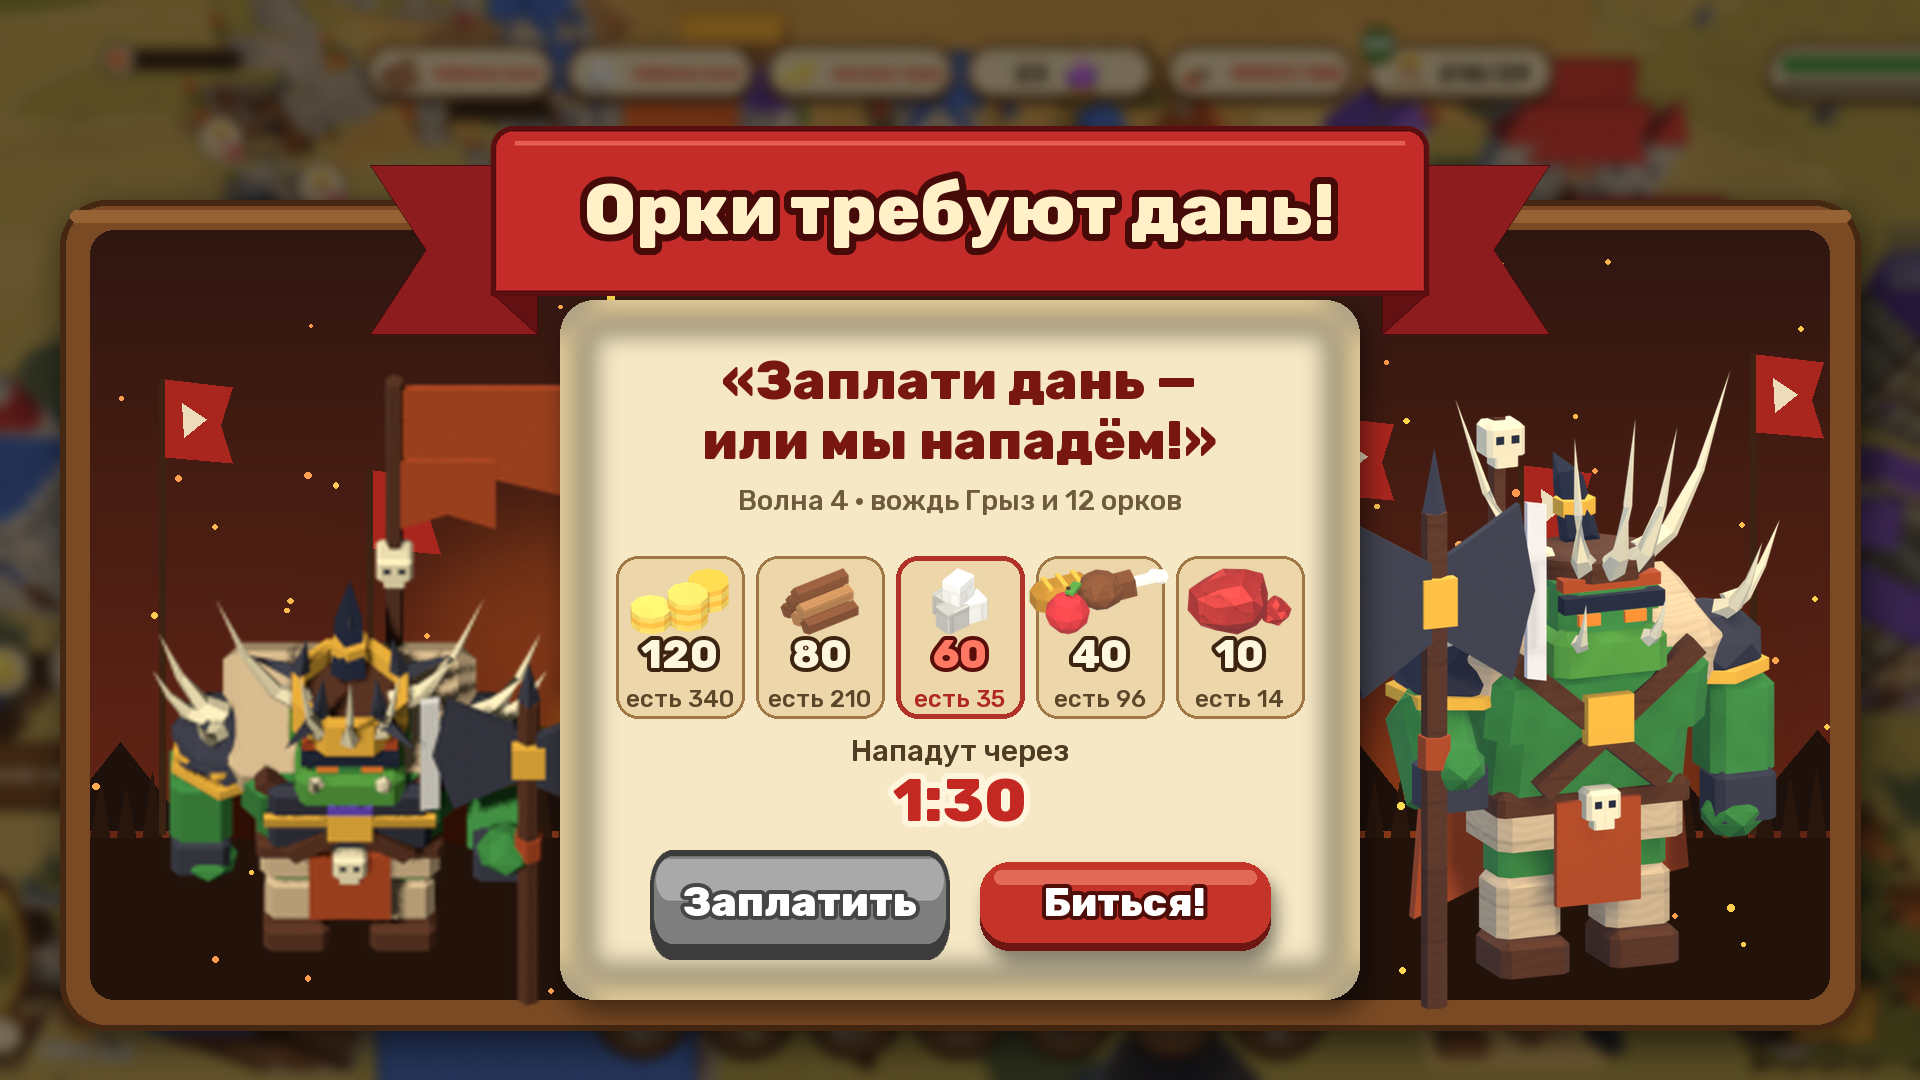 Орки требуют дань!
«Заплати дань –
или мы нападём!»
Волна 4 • вождь Грыз и 12 орков
120 80 60 40 10
есть 340 есть 210 есть 35 есть 96 есть 14
Нападут через
1:30
Заплатить Биться!